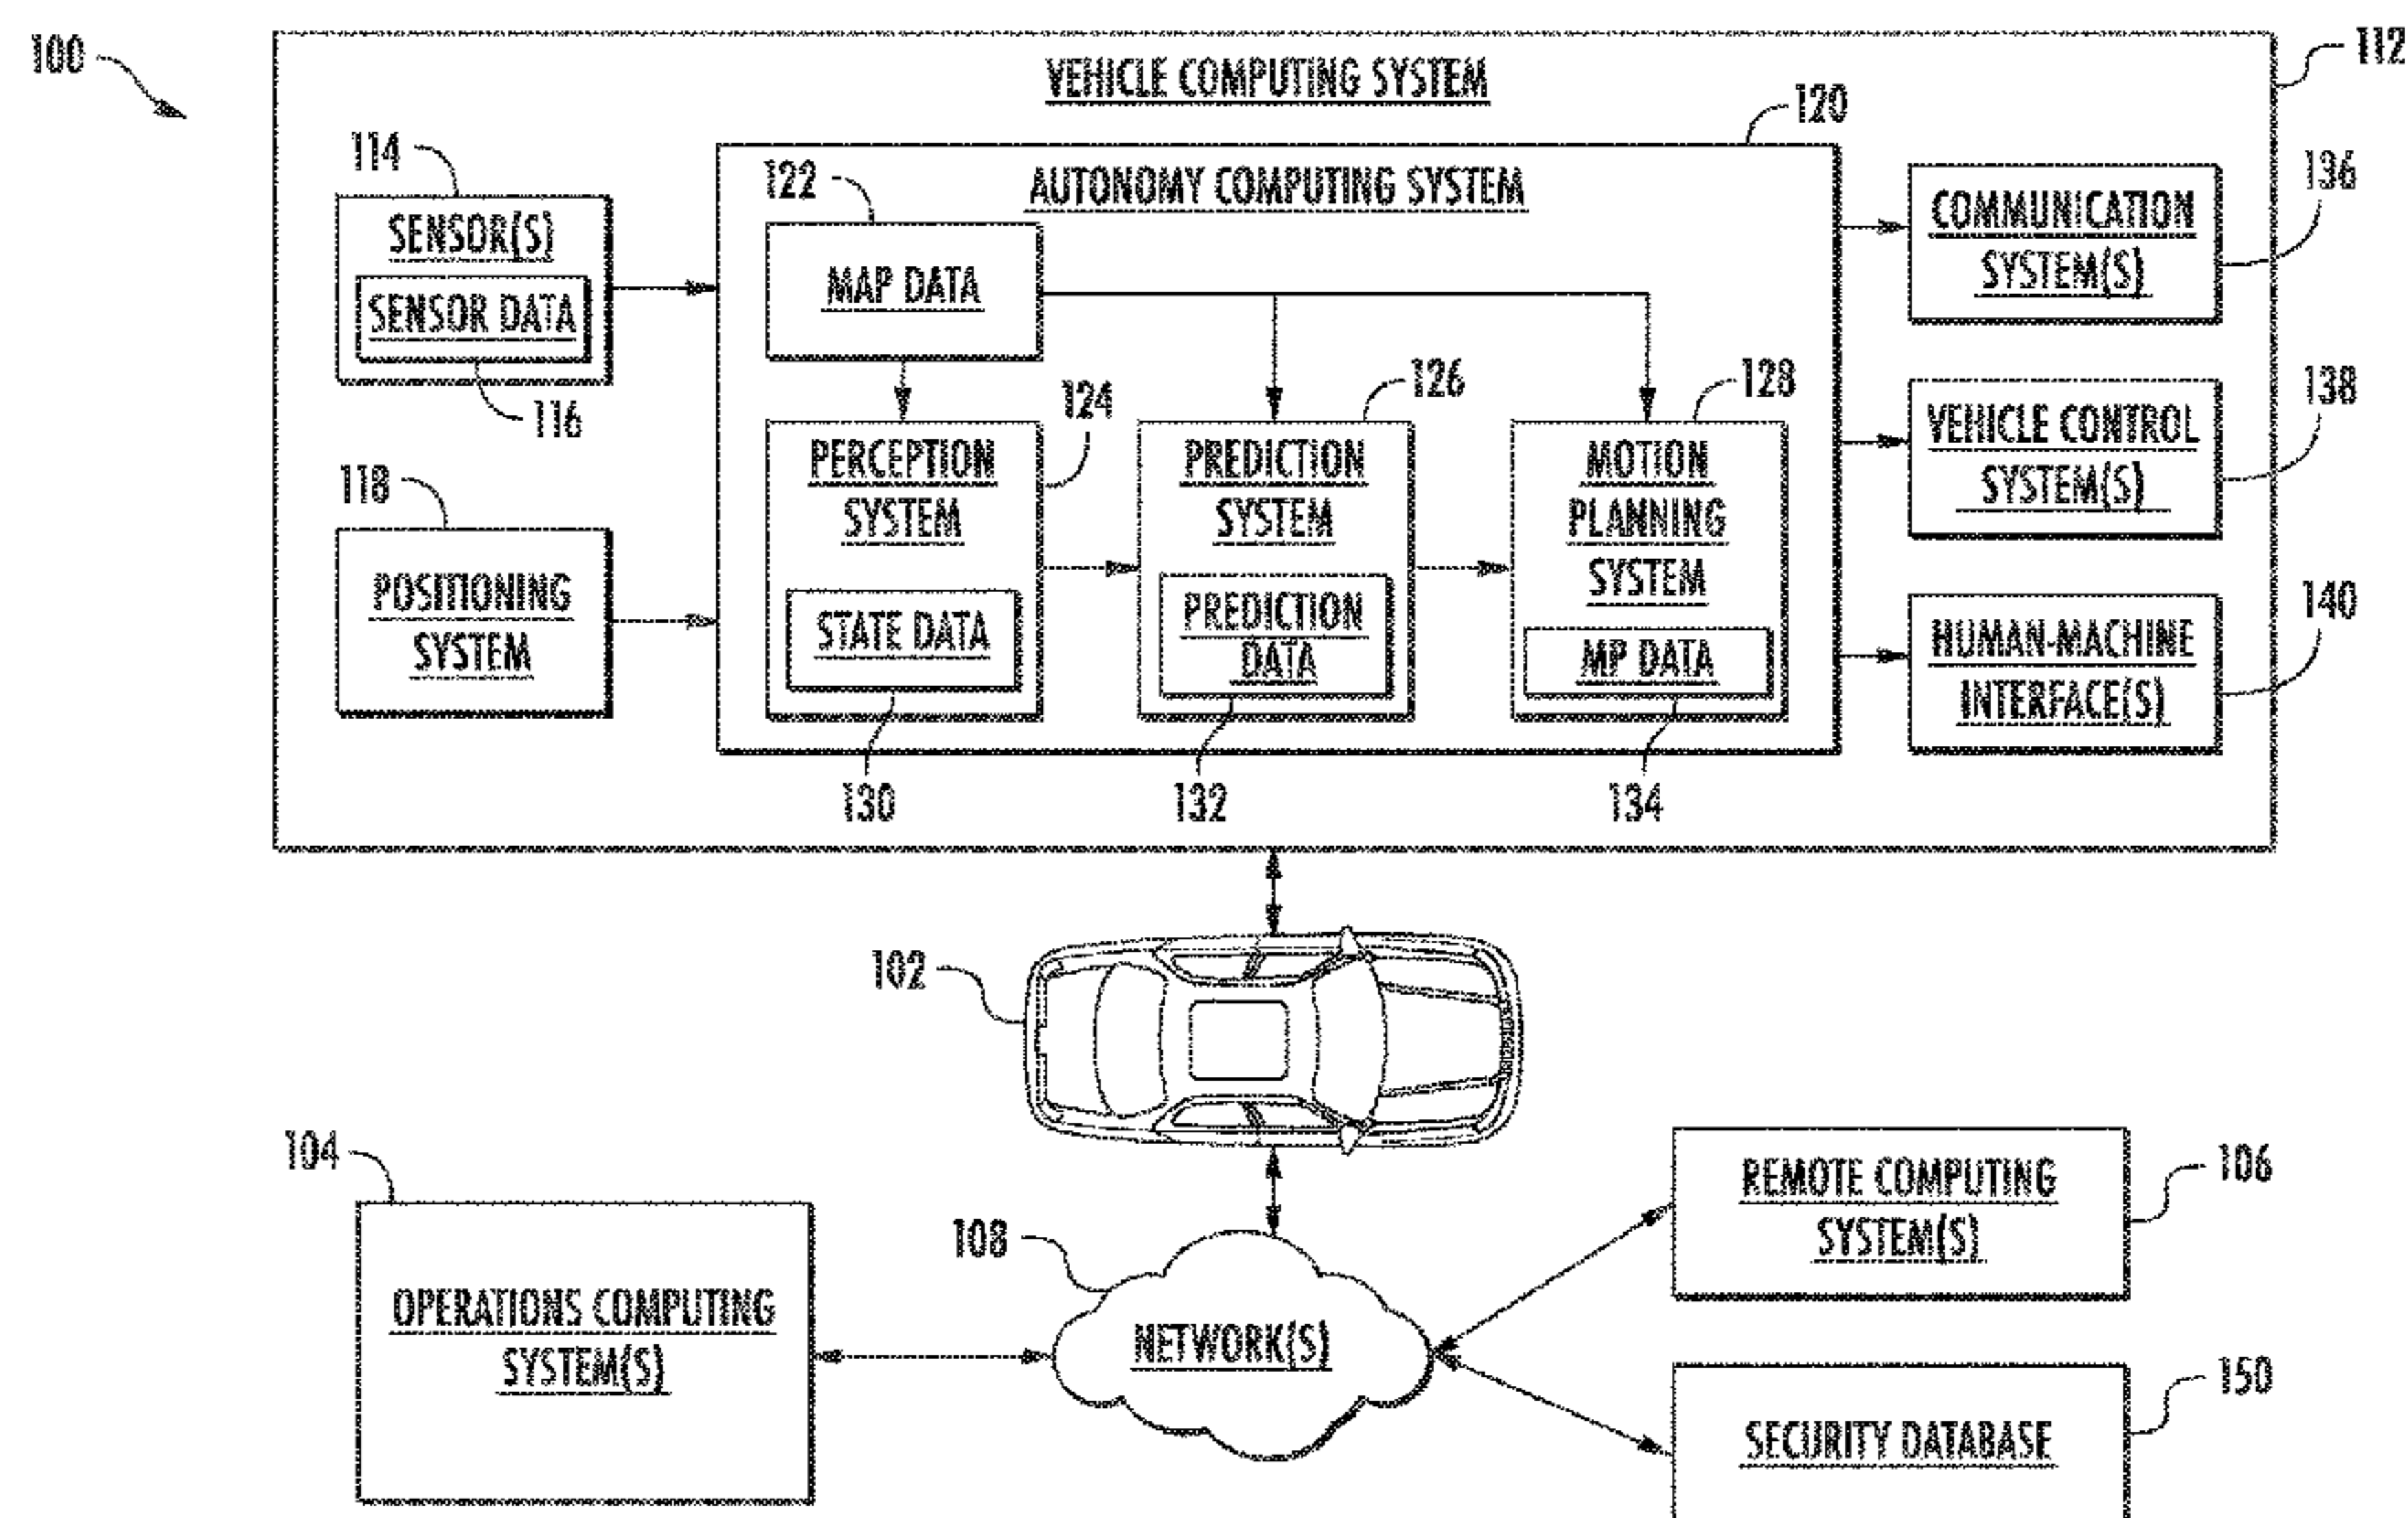 100
VEHICLE COMPUTING SYSTEM
112
114
SENSOR(S)
SENSOR DATA
116
118
POSITIONING
SYSTEM
120
AUTONOMY COMPUTING SYSTEM
122
MAP DATA
124
PERCEPTION
SYSTEM
STATE DATA
130
126
PREDICTION
SYSTEM
PREDICTION
DATA
132
128
MOTION
PLANNING
SYSTEM
MP DATA
134
COMMUNICATION
SYSTEM(S)
136
VEHICLE CONTROL
SYSTEM(S)
138
HUMAN-MACHINE
INTERFACE(S)
140
102
104
OPERATIONS COMPUTING
SYSTEM(S)
108
NETWORK(S)
REMOTE COMPUTING
SYSTEM(S)
106
SECURITY DATABASE
150